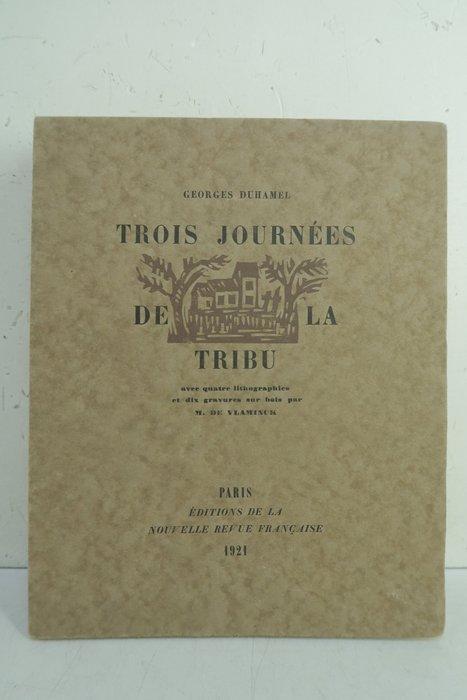 GEORGES DUHAMEL
TROIS JOURNÉES
DE LA
TRIBU
avec quatre lithographies
et dix gravures sur bois par
M. DE VLAMINCK
PARIS
ÉDITIONS DE LA
NOUVELLE REVUE FRANÇAISE
1921